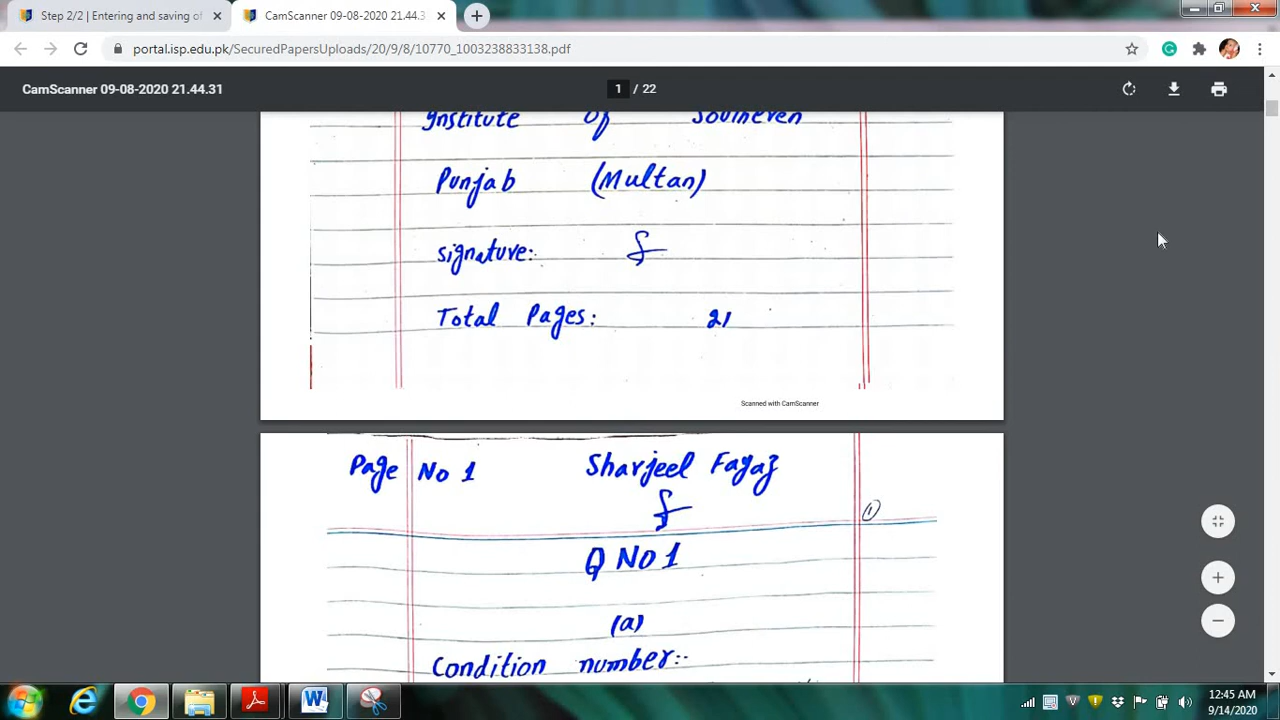 Step 2/2 | Entering and saving of
CamScanner 09-08-2020 21.44.3
portal.isp.edu.pk/SecuredPapersUploads/20/9/8/10770_1003238833138.pdf
CamScanner 09-08-2020 21.44.31
1 / 22
Institute Of Southeren
Punjab (Multan)
Signature:
Total Pages: 21
Scanned with CamScanner
Page No 1 Sharjeel Fayaz
1
Q No 1
(a)
Condition number:-
12:45 AM
9/14/2020